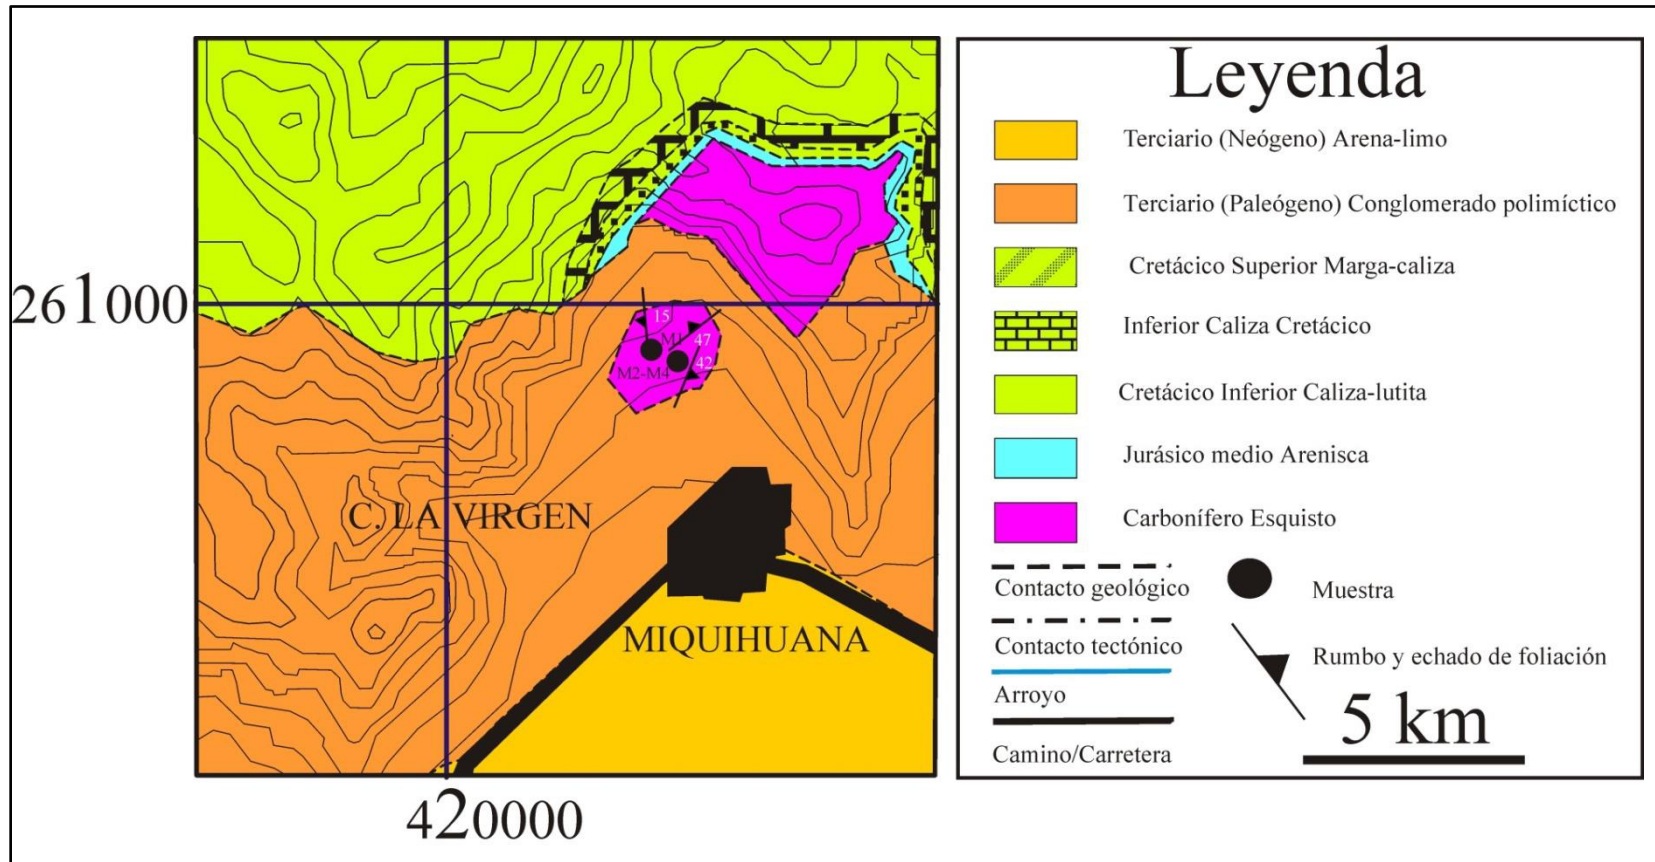 Leyenda
Terciario (Neógeno) Arena-limo
Terciario (Paleógeno) Conglomerado polimíctico
Cretácico Superior Marga-caliza
Inferior Caliza Cretácico
Cretácico Inferior Caliza-lutita
Jurásico medio Arenisca
Carbonífero Esquisto
Contacto geológico
Muestra
Contacto tectónico
Rumbo y echado de foliación
Arroyo
5 km
Camino/Carretera
261000
15
M1
47
M2-M4
42
C. LA VIRGEN
MIQUIHUANA
420000